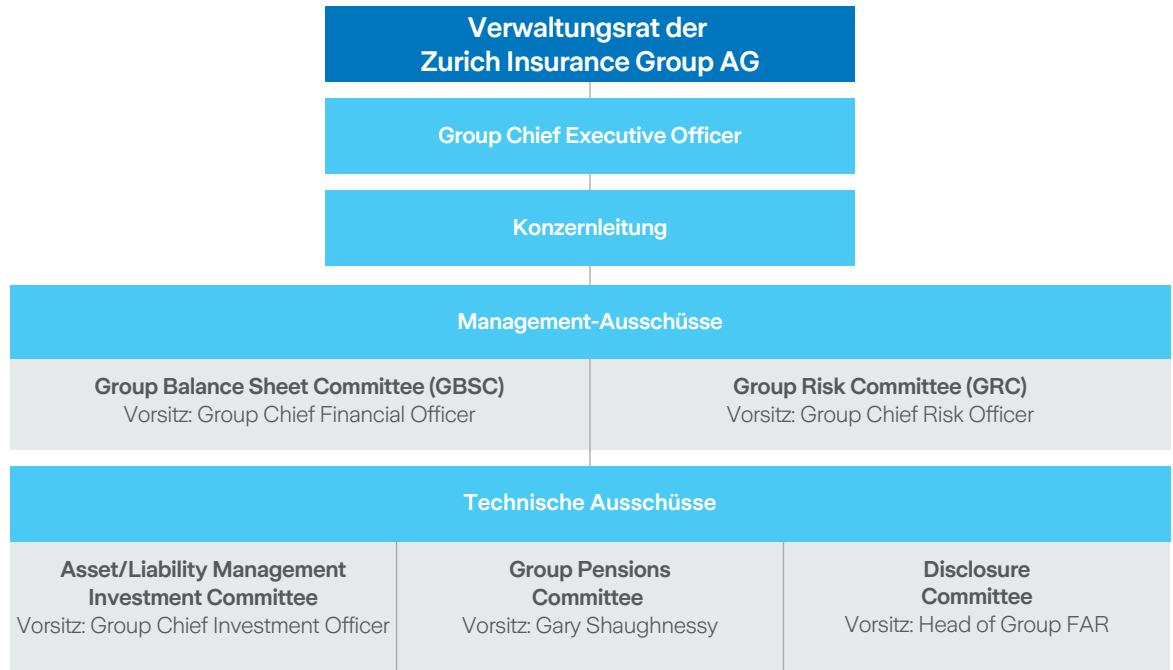 Verwaltungsrat der
Zurich Insurance Group AG
Group Chief Executive Officer
Konzernleitung
Management-Ausschüsse
Group Balance Sheet Committee (GBSC)
Vorsitz: Group Chief Financial Officer
Group Risk Committee (GRC)
Vorsitz: Group Chief Risk Officer
Technische Ausschüsse
Asset/Liability Management
Investment Committee
Vorsitz: Group Chief Investment Officer
Group Pensions
Committee
Vorsitz: Gary Shaughnessy
Disclosure
Committee
Vorsitz: Head of Group FAR